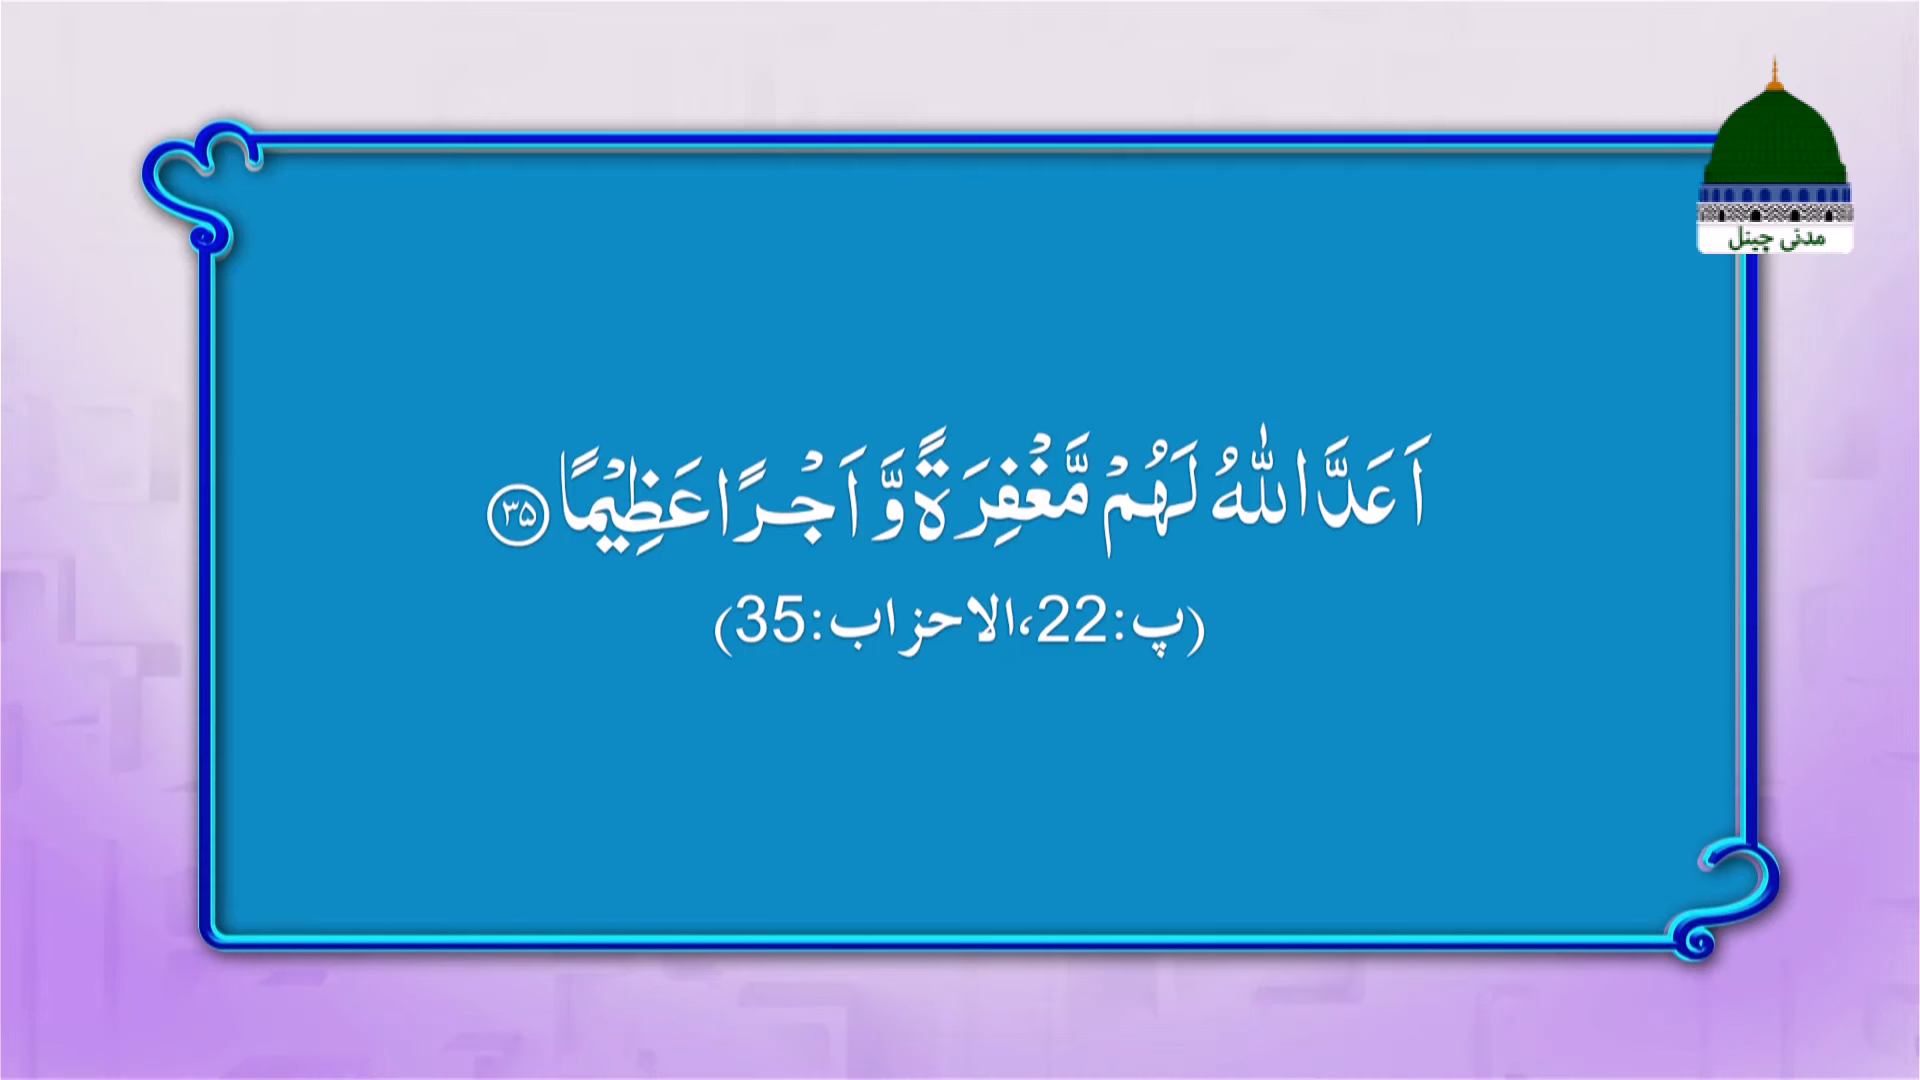 مدنی چینل
اَعَدَّ اللّٰهُ لَهُمْ مَّغْفِرَةً وَّ اَجْرًا عَظِیْمًا ﴿۳۵﴾
(پ:22،الاحزاب:35)